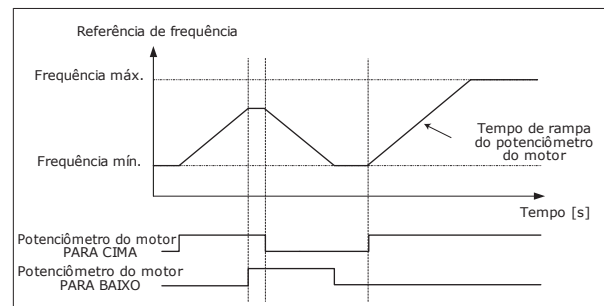 Referência de frequência
Frequência máx.
Tempo de rampa
do potenciômetro
do motor
Frequência mín.
Tempo [s]
Potenciômetro do motor
PARA CIMA
Potenciômetro do motor
PARA BAIXO